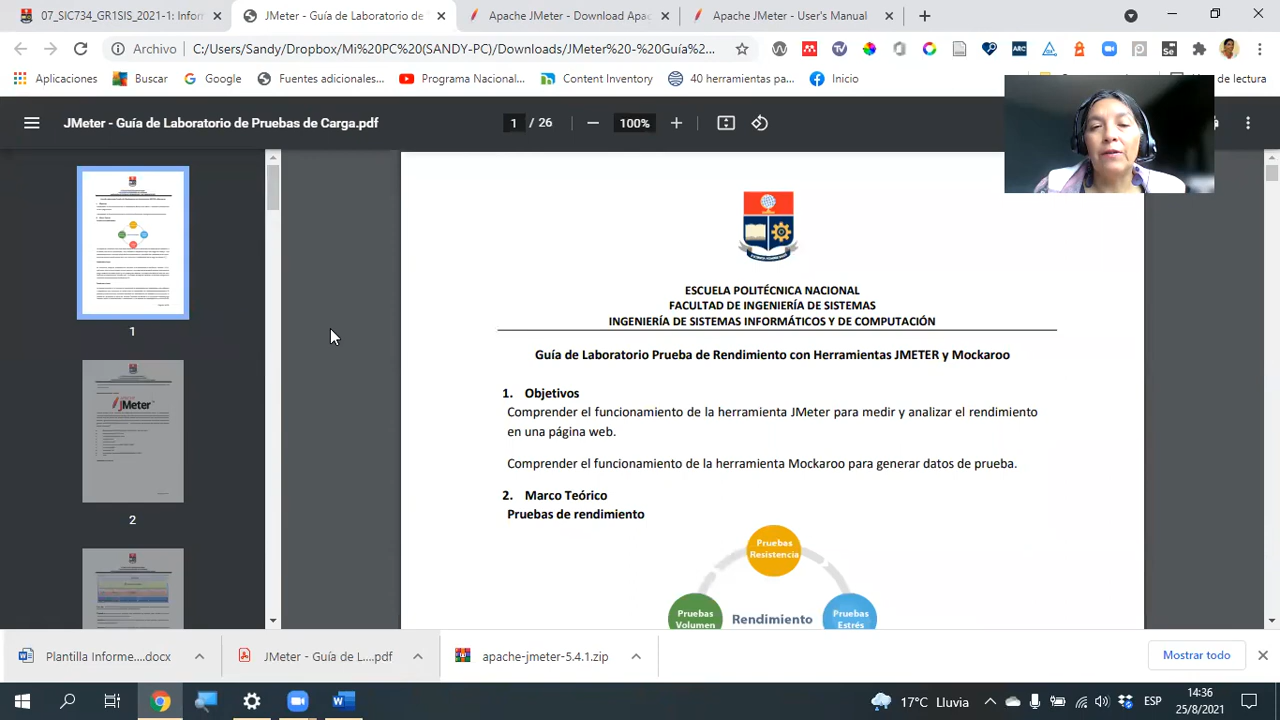 07_SIC734_GR1SIS_2021-1: Inforr
JMeter - Guía de Laboratorio de
Apache JMeter - Download Apac
Apache JMeter - User's Manual
Archivo
C:/Users/Sandy/Dropbox/Mi%20PC%20(SANDY-PC)/Downloads/JMeter%20-%20Guía%2...
Aplicaciones
Buscar
Google
Fuentes adicionales...
Programa Nacional...
Content Inventory
40 herramientas pa...
Inicio
de lectura
JMeter - Guía de Laboratorio de Pruebas de Carga.pdf
1 / 26
100%
1
JMeter
2
ESCUELA POLITÉCNICA NACIONAL
FACULTAD DE INGENIERÍA DE SISTEMAS
INGENIERÍA DE SISTEMAS INFORMÁTICOS Y DE COMPUTACIÓN
Guía de Laboratorio Prueba de Rendimiento con Herramientas JMETER y Mockaroo
1. Objetivos
Comprender el funcionamiento de la herramienta JMeter para medir y analizar el rendimiento
en una página web.
Comprender el funcionamiento de la herramienta Mockaroo para generar datos de prueba.
2. Marco Teórico
Pruebas de rendimiento
Pruebas
Resistencia
Pruebas
Volumen
Rendimiento
Pruebas
Estrés
Plantilla Informe....docx
JMeter - Guía de L....pdf
apache-jmeter-5.4.1.zip
Mostrar todo
17°C Lluvia
ESP
14:36
25/8/2021